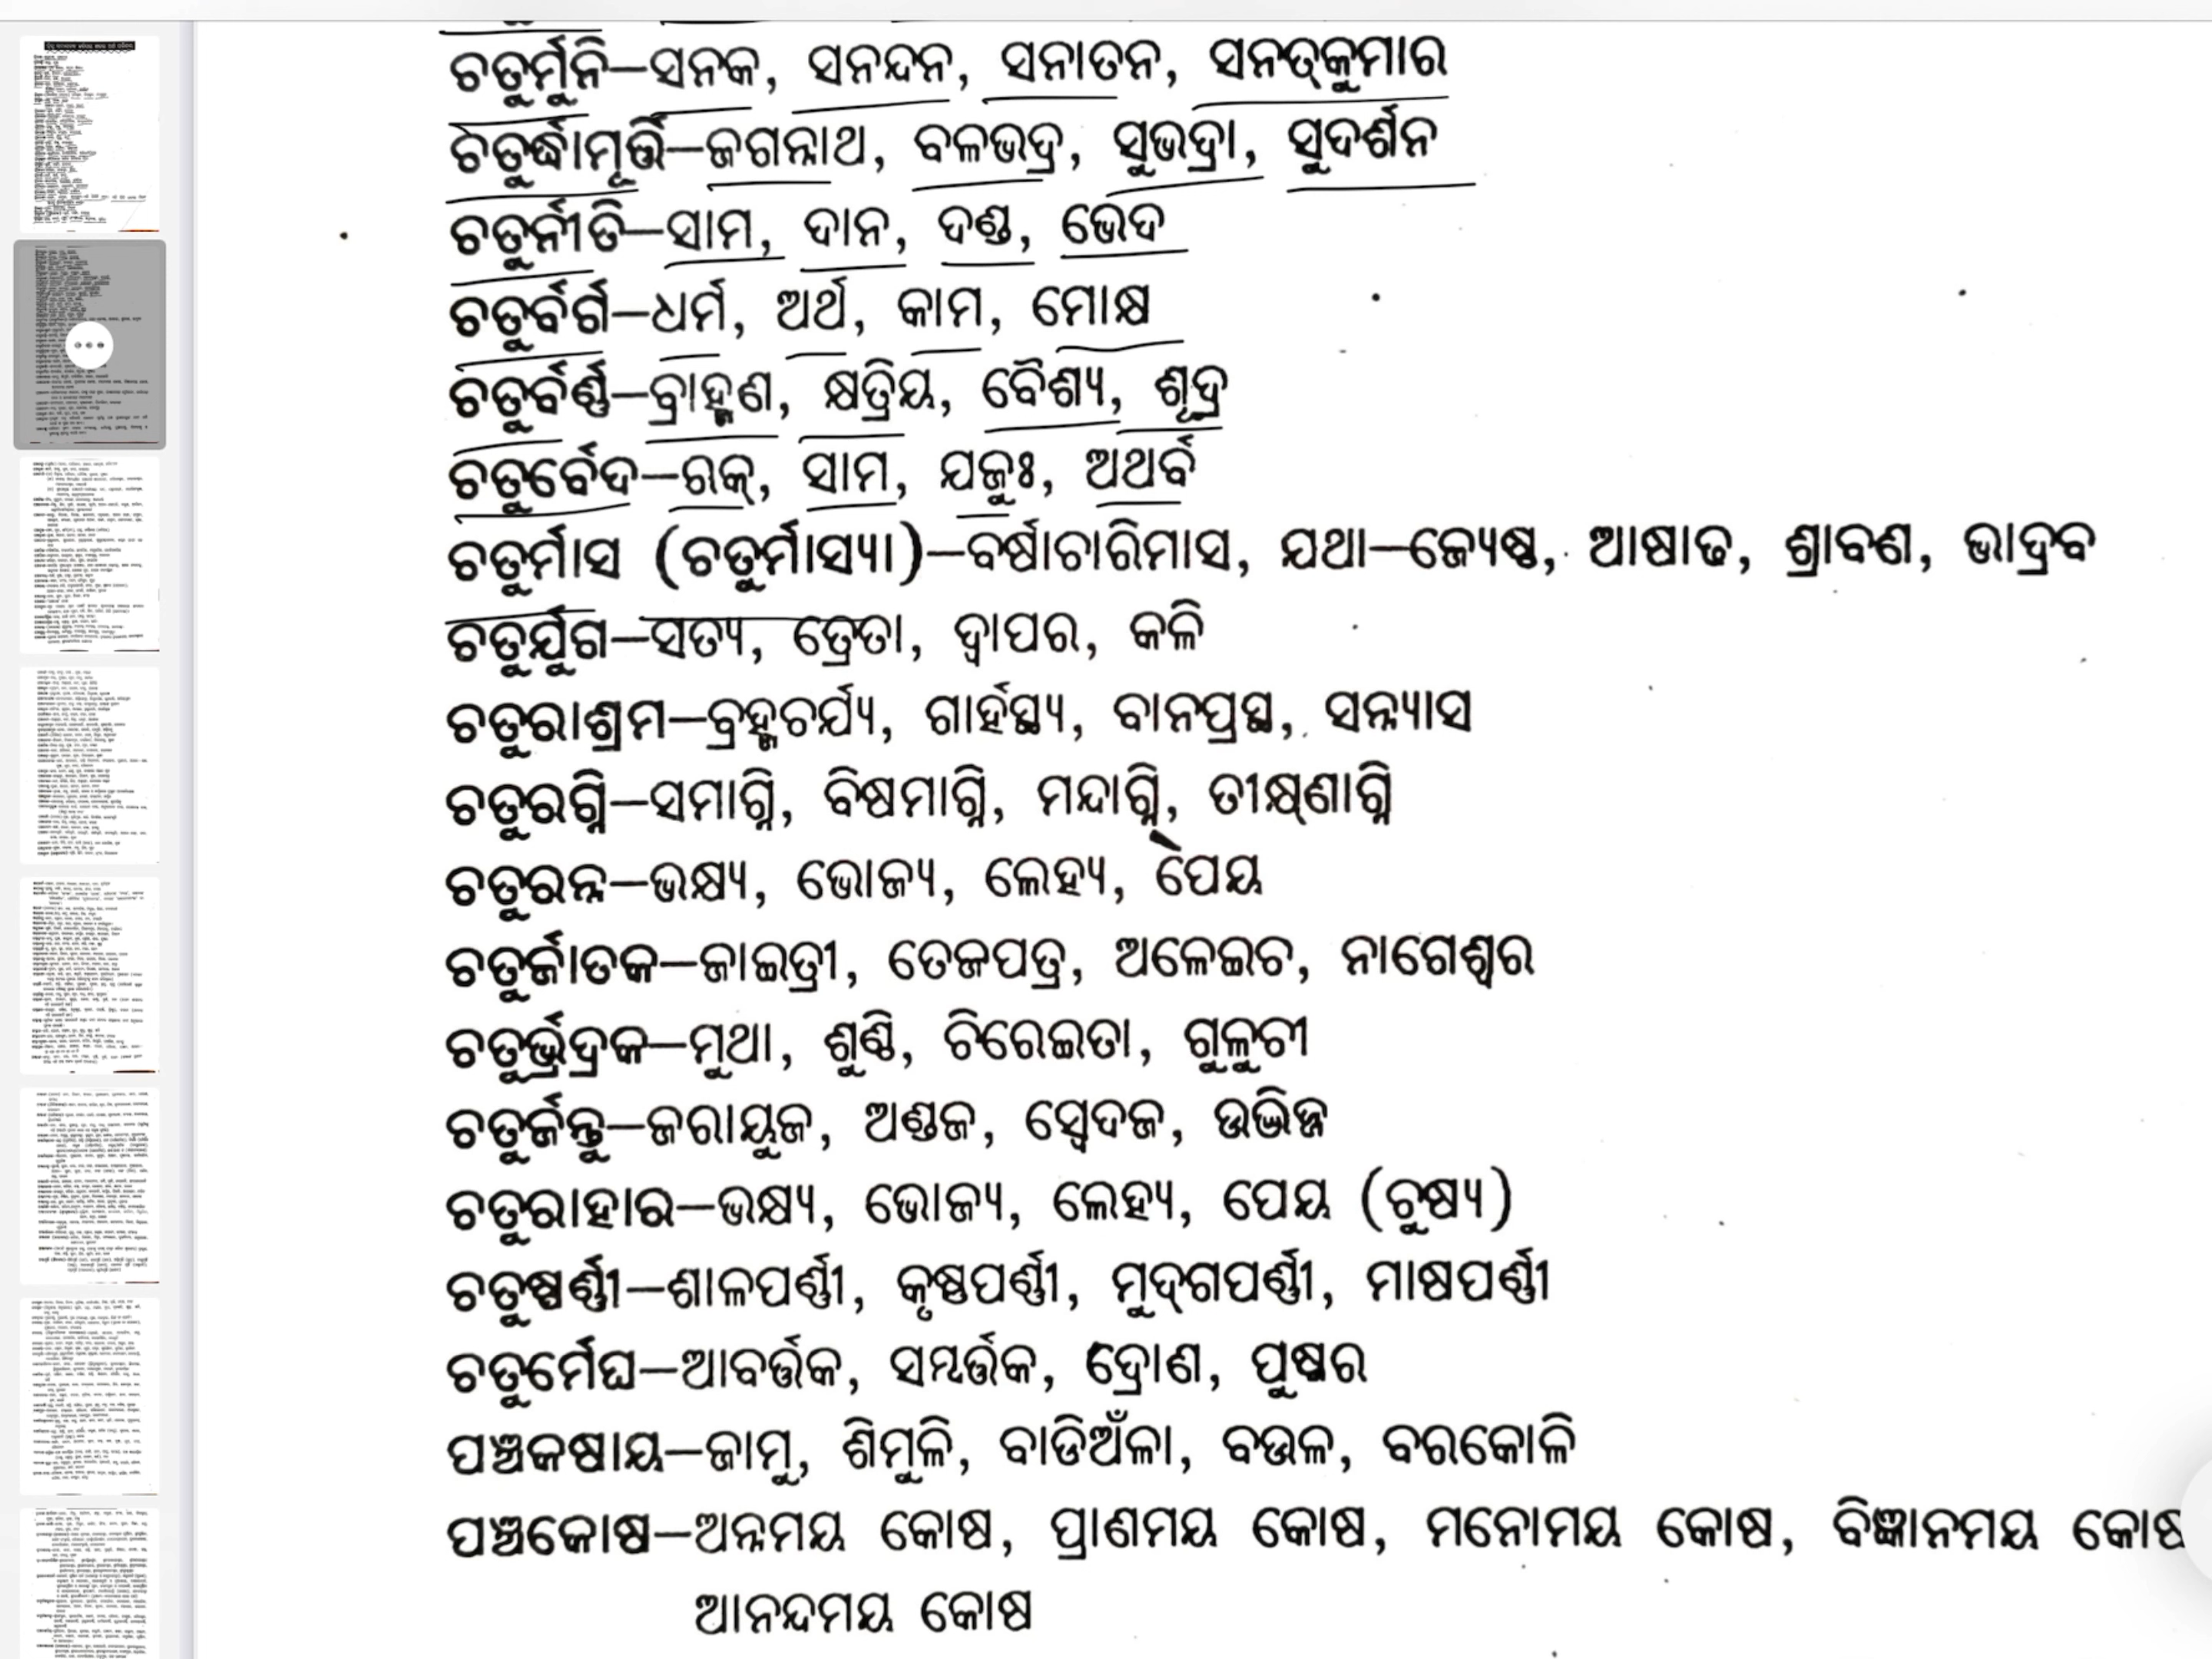 ଚତୁର୍ମୁନି—ସନକ, ସନନ୍ଦନ, ସନାତନ, ସନତ୍‌କୁମାର
ଚତୁର୍ଦ୍ଧାମୂର୍ତ୍ତି—ଜଗନ୍ନାଥ, ବଳଭଦ୍ର, ସୁଭଦ୍ରା, ସୁଦର୍ଶନ
ଚତୁର୍ନୀତି—ସାମ, ଦାନ, ଦଣ୍ଡ, ଭେଦ
ଚତୁର୍ବର୍ଗ—ଧର୍ମ, ଅର୍ଥ, କାମ, ମୋକ୍ଷ
ଚତୁର୍ବର୍ଣ୍ଣ—ବ୍ରାହ୍ମଣ, କ୍ଷତ୍ରିୟ, ବୈଶ୍ୟ, ଶୂଦ୍ର
ଚତୁର୍ବେଦ—ଋକ୍, ସାମ, ଯଜୁଃ, ଅଥର୍ବ
ଚତୁର୍ମାସ (ଚତୁର୍ମାସ୍ୟା)—ବର୍ଷାଚାରିମାସ, ଯଥା—ଜ୍ୟେଷ୍ଠ, ଆଷାଢ, ଶ୍ରାବଣ, ଭାଦ୍ରବ
ଚତୁର୍ଯୁଗ—ସତ୍ୟ, ତ୍ରେତା, ଦ୍ୱାପର, କଳି
ଚତୁରାଶ୍ରମ—ବ୍ରହ୍ମଚର୍ଯ୍ୟ, ଗାର୍ହସ୍ଥ୍ୟ, ବାନପ୍ରସ୍ଥ, ସନ୍ନ୍ୟାସ
ଚତୁରଗ୍ନି—ସମାଗ୍ନି, ବିଷମାଗ୍ନି, ମନ୍ଦାଗ୍ନି, ତୀକ୍ଷ୍ଣାଗ୍ନି
ଚତୁରନ୍ନ—ଭକ୍ଷ୍ୟ, ଭୋଜ୍ୟ, ଲେହ୍ୟ, ପେୟ
ଚତୁର୍ଜାତକ—ଜାଇତ୍ରୀ, ତେଜପତ୍ର, ଅଳେଇଚ, ନାଗେଶ୍ୱର
ଚତୁର୍ଭଦ୍ରକ—ମୁଥା, ଶୁଣ୍ଠି, ଚିରେଇତା, ଗୁଳୁଚୀ
ଚତୁର୍ଜନ୍ତୁ—ଜରାୟୁଜ, ଅଣ୍ଡଜ, ସ୍ୱେଦଜ, ଉଦ୍ଭିଜ୍ଜ
ଚତୁରାହାର—ଭକ୍ଷ୍ୟ, ଭୋଜ୍ୟ, ଲେହ୍ୟ, ପେୟ (ଚୁଷ୍ୟ)
ଚତୁଷ୍ପର୍ଣ୍ଣୀ—ଶାଳପର୍ଣ୍ଣୀ, କୃଷ୍ଣପର୍ଣ୍ଣୀ, ମୁଦ୍‌ଗପର୍ଣ୍ଣୀ, ମାଷପର୍ଣ୍ଣୀ
ଚତୁର୍ମେଘ—ଆବର୍ତ୍ତକ, ସମ୍ବର୍ତ୍ତକ, ଦ୍ରୋଣ, ପୁଷ୍କର
ପଞ୍ଚକଷାୟ—ଜାମୁ, ଶିମୁଳି, ବାଡିଅଁଳା, ବଉଳ, ବରକୋଳି
ପଞ୍ଚକୋଷ—ଅନ୍ନମୟ କୋଷ, ପ୍ରାଣମୟ କୋଷ, ମନୋମୟ କୋଷ, ବିଜ୍ଞାନମୟ କୋଷ
ଆନନ୍ଦମୟ କୋଷ